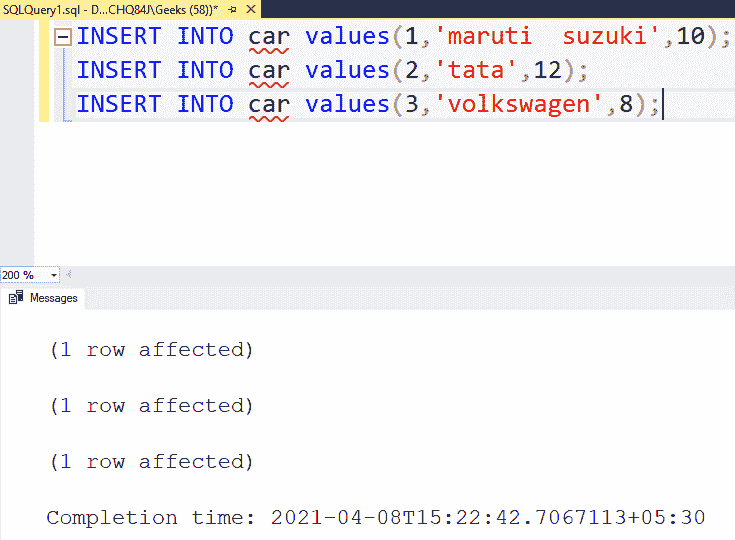 SQLQuery1.sql - D...CHQ84J\Geeks (58))*
INSERT INTO car values(1,'maruti  suzuki',10);
INSERT INTO car values(2,'tata',12);
INSERT INTO car values(3,'volkswagen',8);
200 %
Messages
(1 row affected)
(1 row affected)
(1 row affected)
Completion time: 2021-04-08T15:22:42.7067113+05:30